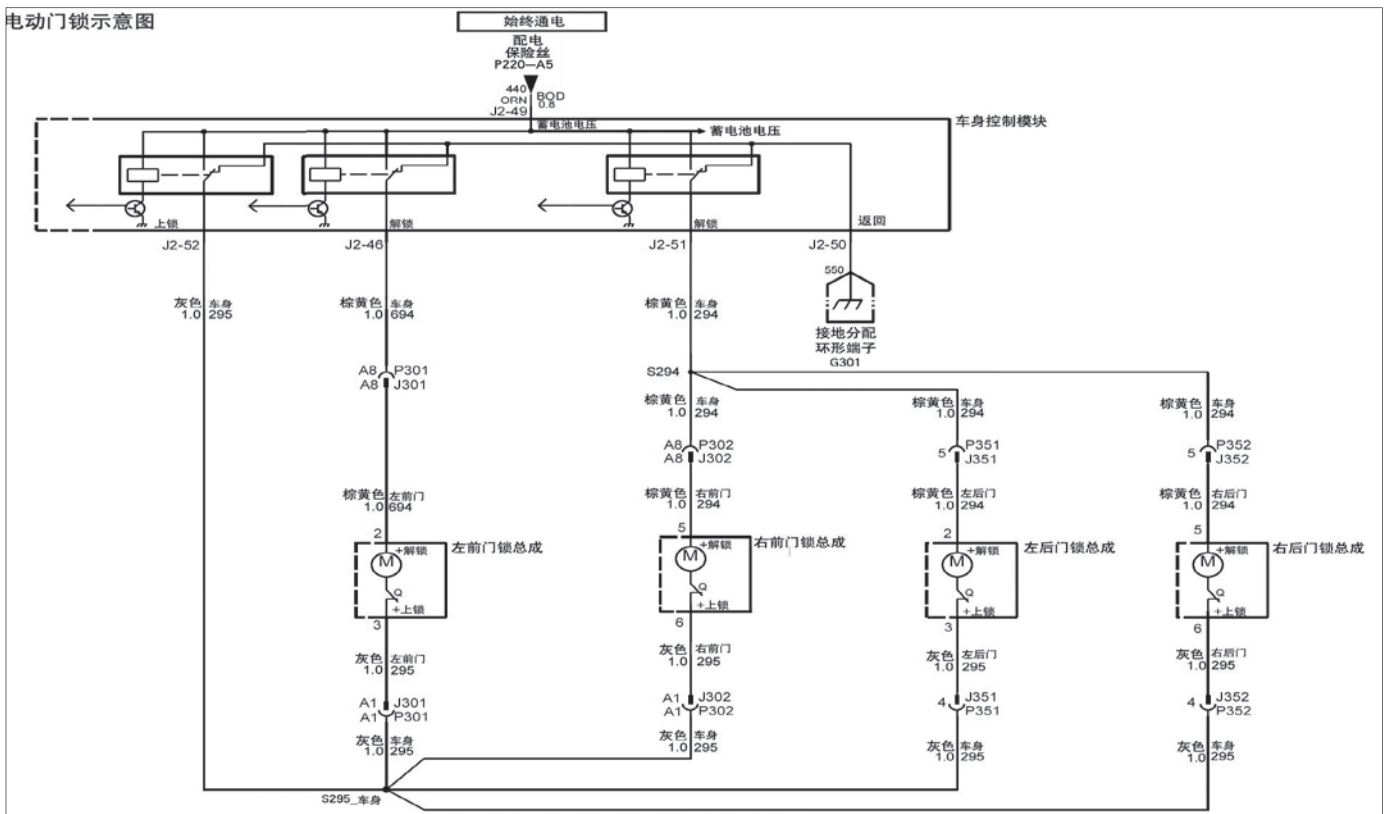 电动门锁示意图
始终通电
配电
保险丝
P220—A5
440
ORN
BOD
0.8
J2-49
蓄电池电压
蓄电池电压
车身控制模块
上锁
解锁
解锁
返回
J2-52
J2-46
J2-51
J2-50
550
灰色 车身
1.0 295
棕黄色 车身
1.0 694
棕黄色 车身
1.0 294
接地分配
环形端子
G301
A8 P301
A8 J301
S294
棕黄色 车身
1.0 294
棕黄色 车身
1.0 294
棕黄色 车身
1.0 294
A8 P302
A8 J302
5 P351
J351
5 P352
J352
棕黄色 左前门
1.0 694
棕黄色 右前门
1.0 294
棕黄色 左后门
1.0 294
棕黄色 右后门
1.0 294
2
+解锁
M
Q
+上锁
3
左前门锁总成
5
+解锁
M
Q
+上锁
6
右前门锁总成
2
+解锁
M
Q
+上锁
3
左后门锁总成
5
+解锁
M
Q
+上锁
6
右后门锁总成
灰色 左前门
1.0 295
灰色 右前门
1.0 295
灰色 左后门
1.0 295
灰色 右后门
1.0 295
A1 J301
A1 P301
A1 J302
A1 P302
4 J351
P351
4 J352
P352
灰色 车身
1.0 295
灰色 车身
1.0 295
灰色 车身
1.0 295
灰色 车身
1.0 295
S295_车身